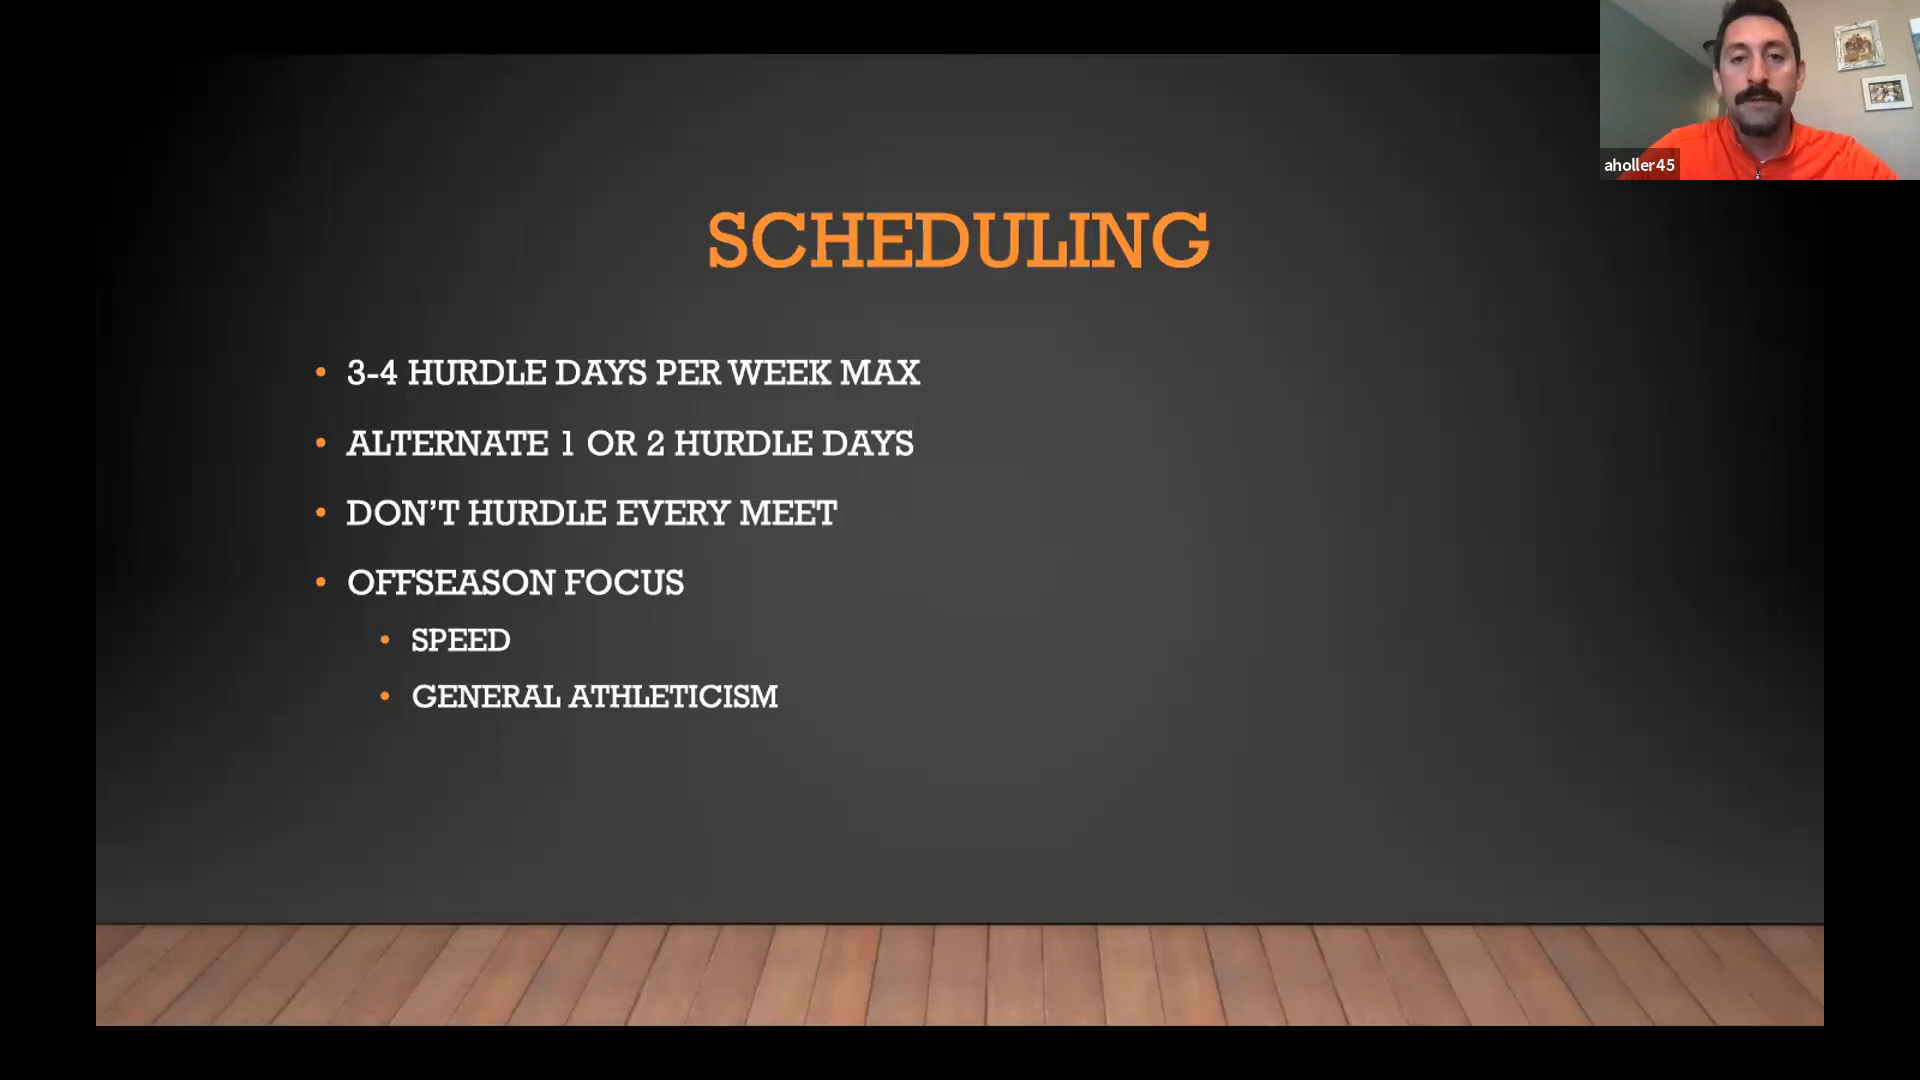 aholler45
SCHEDULING
• 3-4 HURDLE DAYS PER WEEK MAX
• ALTERNATE 1 OR 2 HURDLE DAYS
• DON'T HURDLE EVERY MEET
• OFFSEASON FOCUS
• SPEED
• GENERAL ATHLETICISM